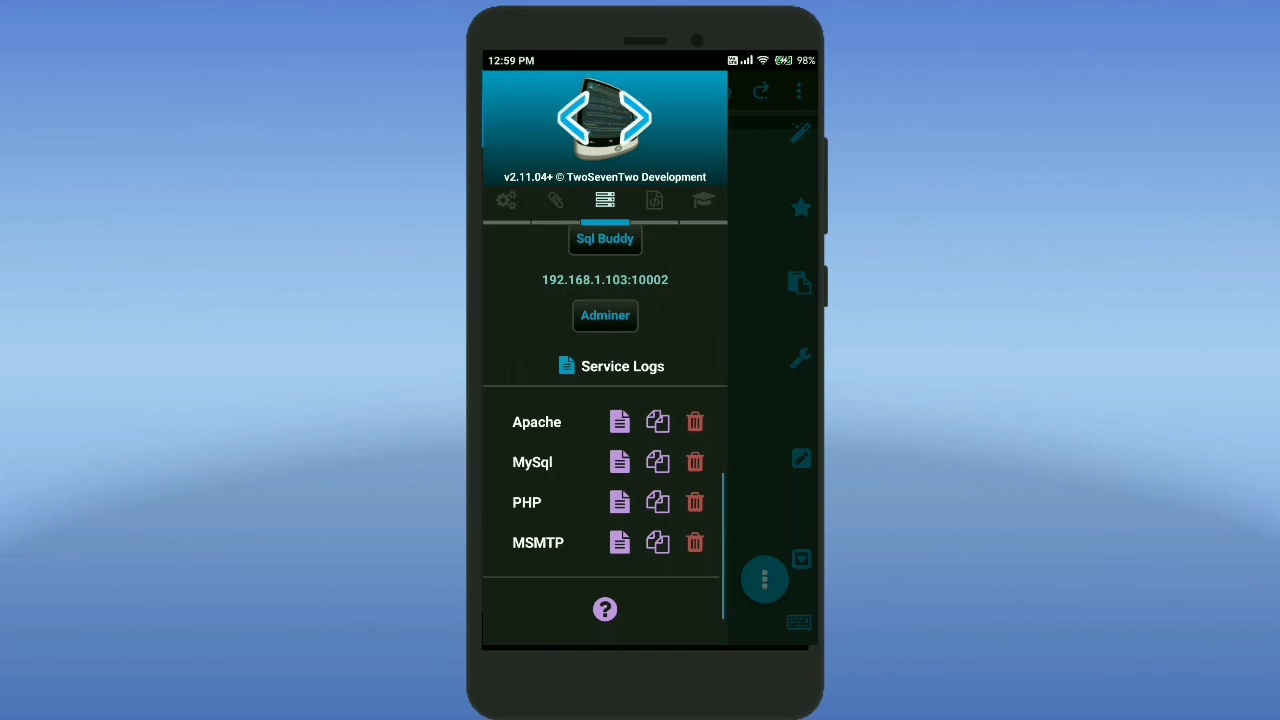 12:59 PM
98%
v2.11.04+ © TwoSevenTwo Development
Sql Buddy
192.168.1.103:10002
Adminer
Service Logs
Apache
MySql
PHP
MSMTP
?